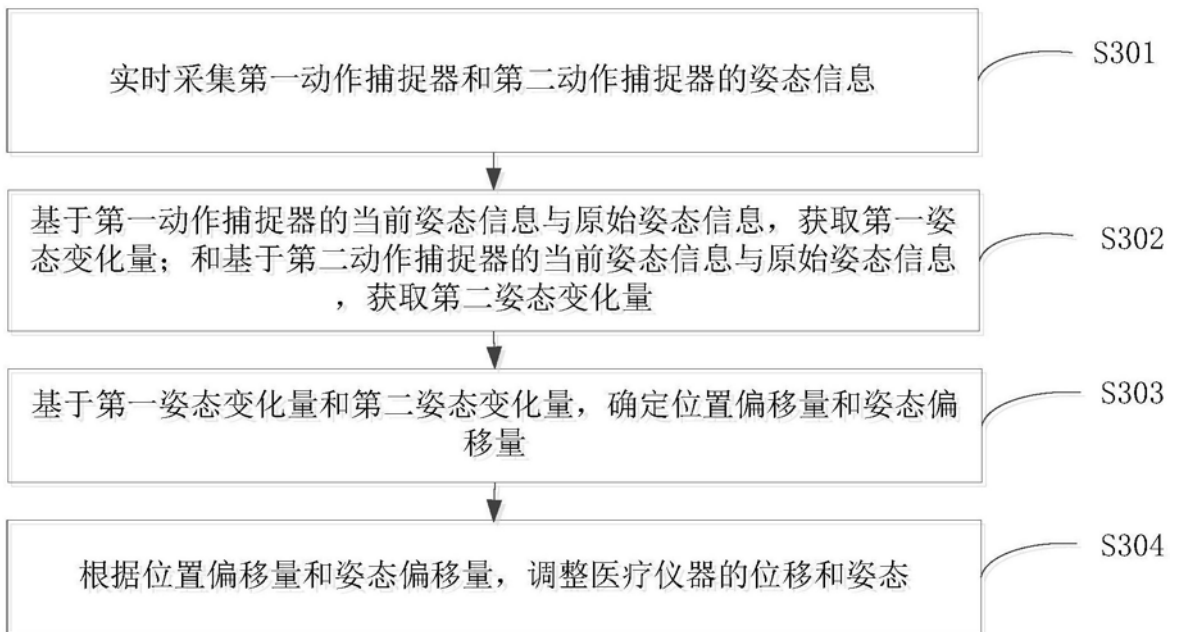 实时采集第一动作捕捉器和第二动作捕捉器的姿态信息
S301
基于第一动作捕捉器的当前姿态信息与原始姿态信息，获取第一姿
态变化量；和基于第二动作捕捉器的当前姿态信息与原始姿态信息
，获取第二姿态变化量
S302
基于第一姿态变化量和第二姿态变化量，确定位置偏移量和姿态偏
移量
S303
根据位置偏移量和姿态偏移量，调整医疗仪器的位移和姿态
S304